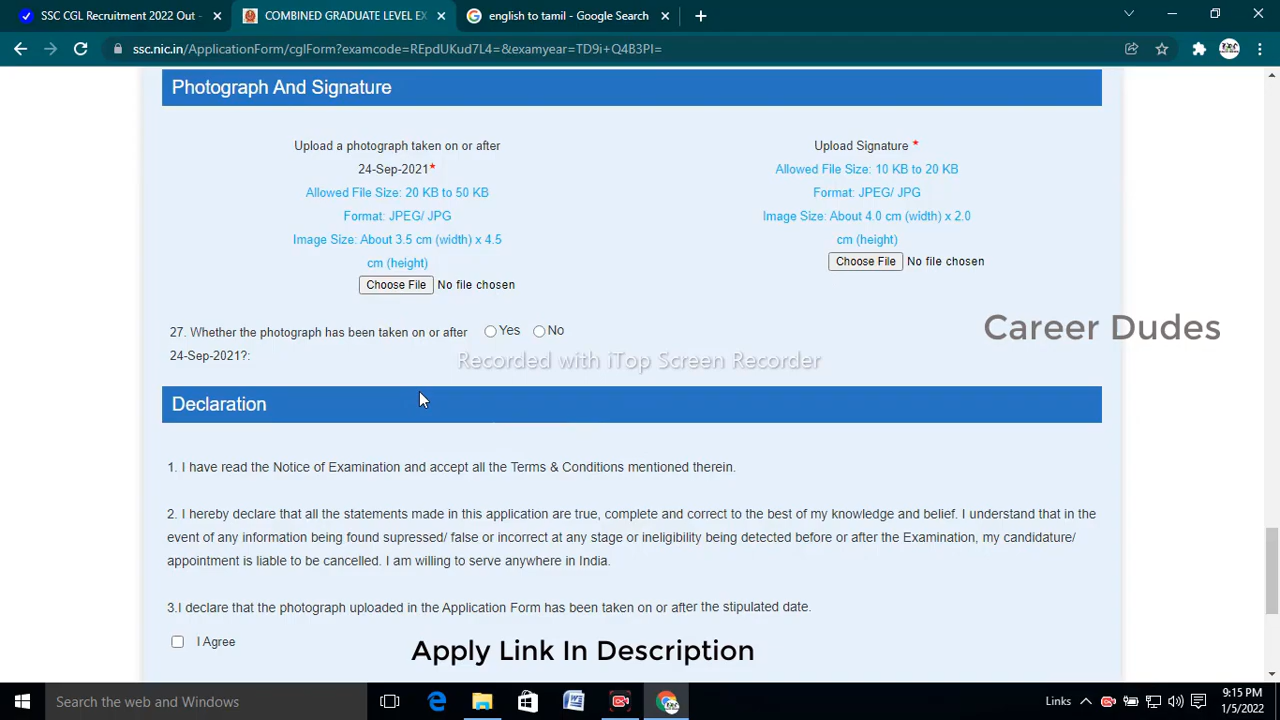 SSC CGL Recruitment 2022 Out -
COMBINED GRADUATE LEVEL EX
english to tamil - Google Search
ssc.nic.in/ApplicationForm/cglForm?examcode=REpdUKud7L4=&examyear=TD9i+Q4B3PI=
Photograph And Signature
Upload a photograph taken on or after
24-Sep-2021*
Allowed File Size: 20 KB to 50 KB
Format: JPEG/ JPG
Image Size: About 3.5 cm (width) x 4.5
cm (height)
Choose File No file chosen
Upload Signature *
Allowed File Size: 10 KB to 20 KB
Format: JPEG/ JPG
Image Size: About 4.0 cm (width) x 2.0
cm (height)
Choose File No file chosen
27. Whether the photograph has been taken on or after Yes No
24-Sep-2021?:
Career Dudes
Recorded with iTop Screen Recorder
Declaration
1. I have read the Notice of Examination and accept all the Terms & Conditions mentioned therein.
2. I hereby declare that all the statements made in this application are true, complete and correct to the best of my knowledge and belief. I understand that in the
event of any information being found supressed/ false or incorrect at any stage or ineligibility being detected before or after the Examination, my candidature/
appointment is liable to be cancelled. I am willing to serve anywhere in India.
3.I declare that the photograph uploaded in the Application Form has been taken on or after the stipulated date.
I Agree
Apply Link In Description
Search the web and Windows
Links
9:15 PM
1/5/2022